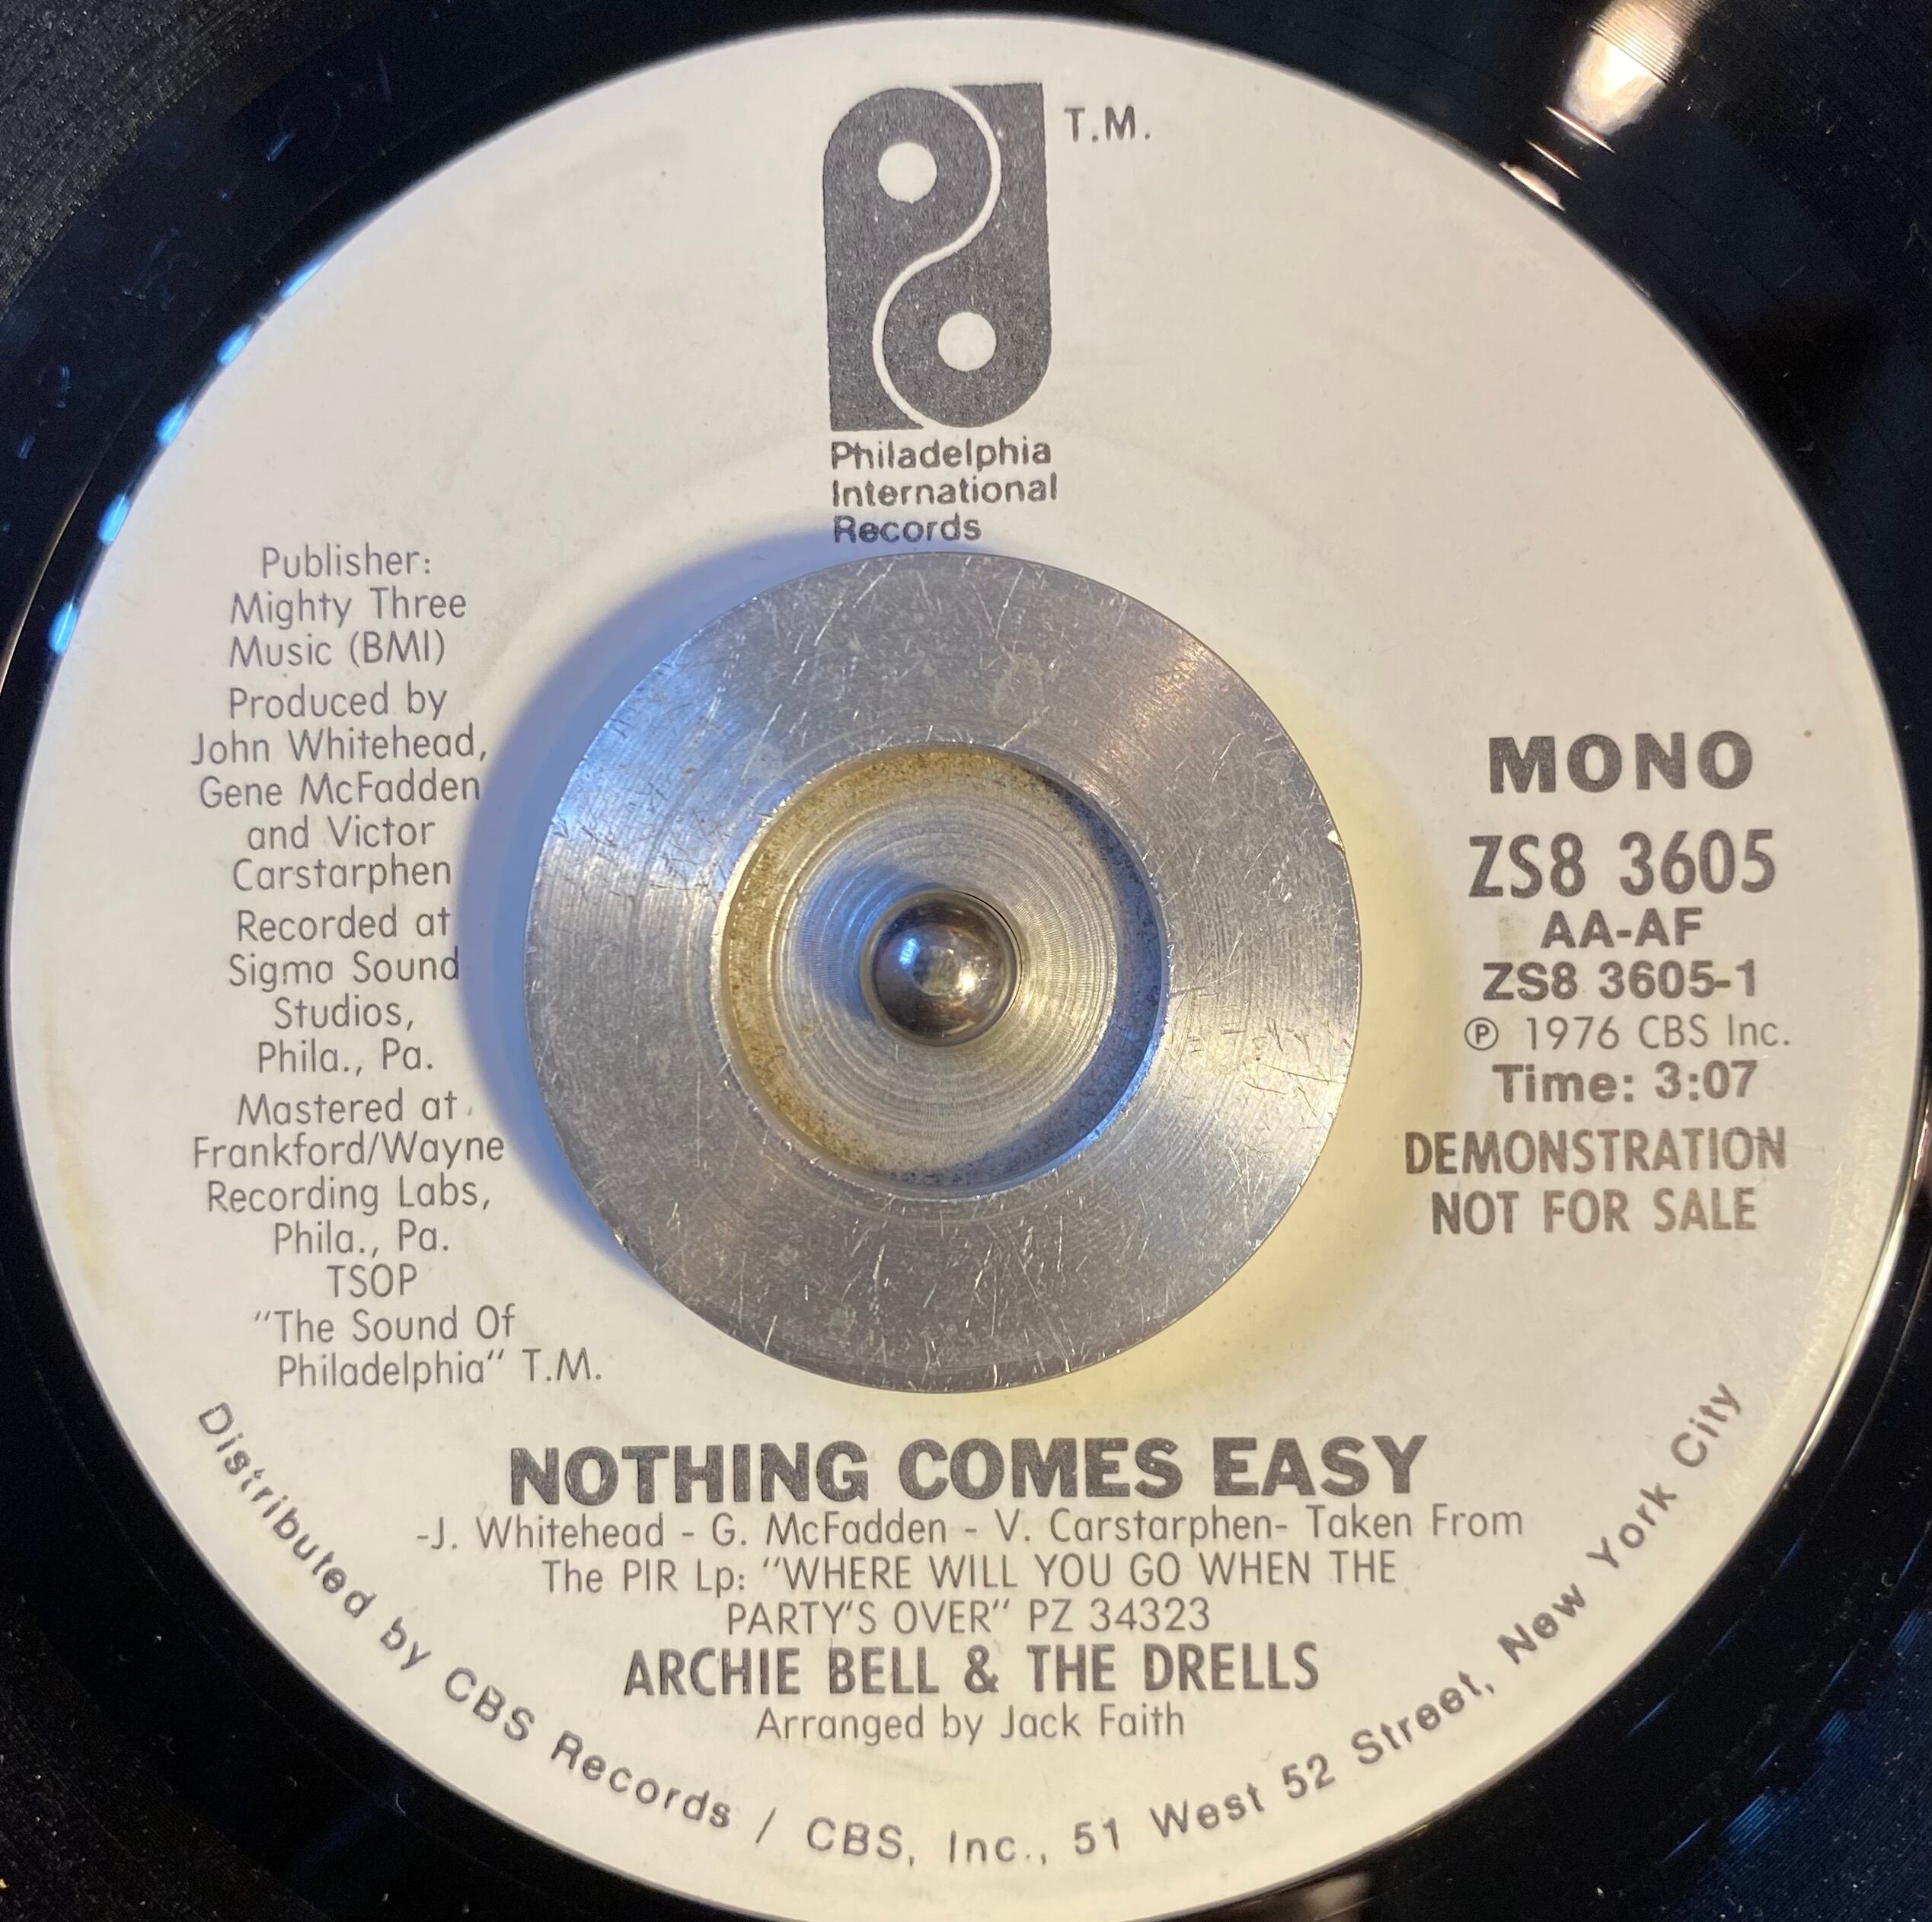 T.M.
Philadelphia
International
Records
Publisher:
Mighty Three
Music (BMI)
Produced by
John Whitehead,
Gene McFadden
and Victor
Carstarphen
Recorded at
Sigma Sound
Studios,
Phila., Pa.
Mastered at
Frankford/Wayne
Recording Labs,
Phila., Pa.
TSOP
"The Sound Of
Philadelphia" T.M.
MONO
ZS8 3605
AA-AF
ZS8 3605-1
℗ 1976 CBS Inc.
Time: 3:07
DEMONSTRATION
NOT FOR SALE
NOTHING COMES EASY
-J. Whitehead - G. McFadden - V. Carstarphen- Taken From
The PIR Lp: "WHERE WILL YOU GO WHEN THE
PARTY'S OVER" PZ 34323
ARCHIE BELL & THE DRELLS
Arranged by Jack Faith
Distributed by CBS Records / CBS, Inc., 51 West 52 Street, New York City